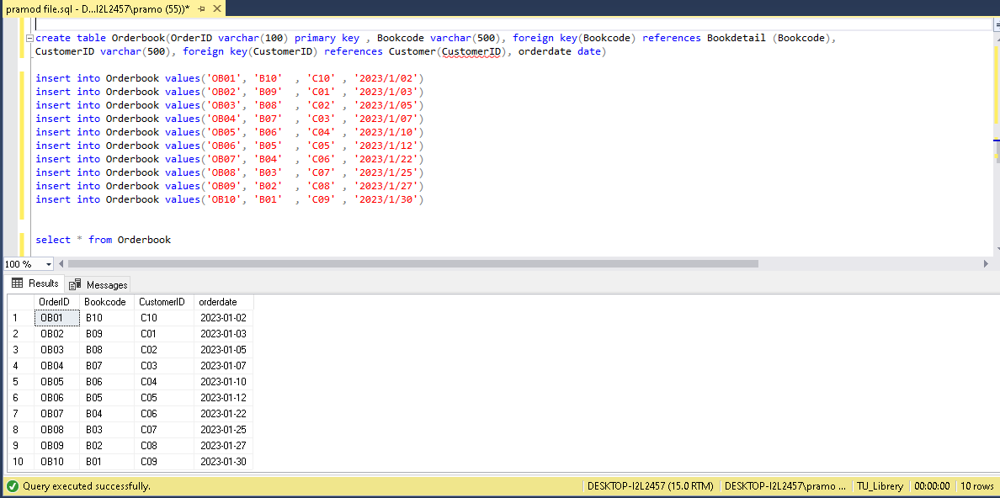 pramod file.sql - D...I2L2457\pramo (55))*
create table Orderbook(OrderID varchar(100) primary key , Bookcode varchar(500), foreign key(Bookcode) references Bookdetail (Bookcode),
CustomerID varchar(500), foreign key(CustomerID) references Customer(CustomerID), orderdate date)
insert into Orderbook values('OB01', 'B10'  , 'C10' , '2023/1/02')
insert into Orderbook values('OB02', 'B09'  , 'C01' , '2023/1/03')
insert into Orderbook values('OB03', 'B08'  , 'C02' , '2023/1/05')
insert into Orderbook values('OB04', 'B07'  , 'C03' , '2023/1/07')
insert into Orderbook values('OB05', 'B06'  , 'C04' , '2023/1/10')
insert into Orderbook values('OB06', 'B05'  , 'C05' , '2023/1/12')
insert into Orderbook values('OB07', 'B04'  , 'C06' , '2023/1/22')
insert into Orderbook values('OB08', 'B03'  , 'C07' , '2023/1/25')
insert into Orderbook values('OB09', 'B02'  , 'C08' , '2023/1/27')
insert into Orderbook values('OB10', 'B01'  , 'C09' , '2023/1/30')
select * from Orderbook
100 %
Results Messages
OrderID Bookcode CustomerID orderdate
1 OB01 B10 C10 2023-01-02
2 OB02 B09 C01 2023-01-03
3 OB03 B08 C02 2023-01-05
4 OB04 B07 C03 2023-01-07
5 OB05 B06 C04 2023-01-10
6 OB06 B05 C05 2023-01-12
7 OB07 B04 C06 2023-01-22
8 OB08 B03 C07 2023-01-25
9 OB09 B02 C08 2023-01-27
10 OB10 B01 C09 2023-01-30
Query executed successfully. DESKTOP-I2L2457 (15.0 RTM) DESKTOP-I2L2457\pramo ... TU_Librery 00:00:00 10 rows